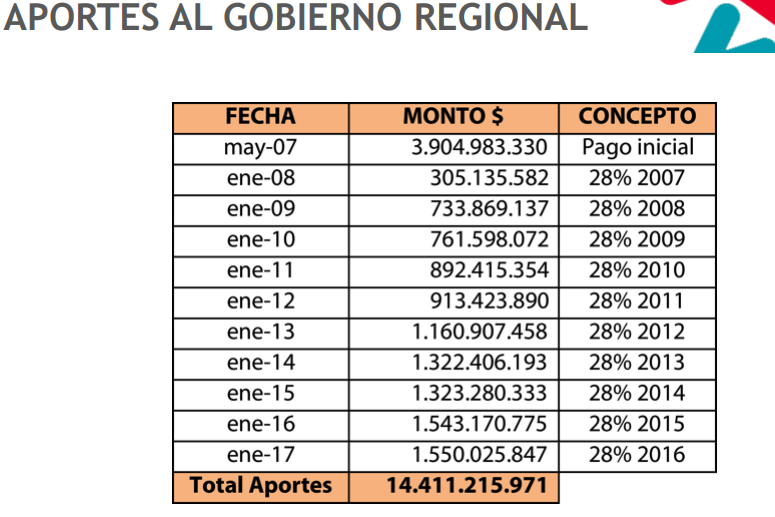 APORTES AL GOBIERNO REGIONAL
FECHA MONTO $ CONCEPTO
may-07 3.904.983.330 Pago inicial
ene-08 305.135.582 28% 2007
ene-09 733.869.137 28% 2008
ene-10 761.598.072 28% 2009
ene-11 892.415.354 28% 2010
ene-12 913.423.890 28% 2011
ene-13 1.160.907.458 28% 2012
ene-14 1.322.406.193 28% 2013
ene-15 1.323.280.333 28% 2014
ene-16 1.543.170.775 28% 2015
ene-17 1.550.025.847 28% 2016
Total Aportes 14.411.215.971